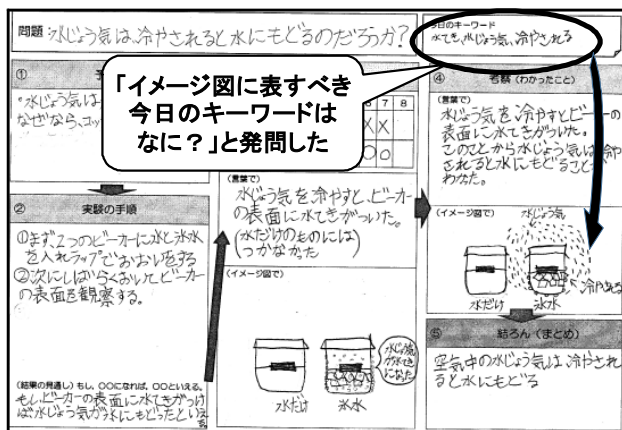 問題 水じょう気は、冷やされると水にもどるのだろうか?
今日のキーワード
水てき、水じょう気、冷やされる
「イメージ図に表すべき
今日のキーワードは
なに?」と発問した
①
・水じょう気は
なぜなら、コッ
6 7 8
X X
○ ○
② 実験の手順
①まず2つのビーカーに水と氷水
を入れラップでおおいをする
②次にしばらくおいてビーカー
の表面を観察する。
(結果の見通し)もし、○○になれば、○○といえる。
もしビーカーの表面に水てきがつけ
ば水じょう気が水にもどったといえ
る
(言葉で)
水じょう気を冷やすと、ビーカー
の表面に水てきがついた。
(水だけのものには
つかなかった
(イメージ図で)
水じょう気
が水てき
になった
水だけ 氷水
④ 考察(わかったこと)
(言葉で)
水じょう気を冷やすとビーカーの
表面に水てきがついた。
このことから水じょう気は冷や
されると水にもどること
わかった。
(イメージ図で)
水じょう気
冷やされる
水だけ 氷水
⑤ 結ろん(まとめ)
空気中の水じょう気は冷やされ
ると水にもどる